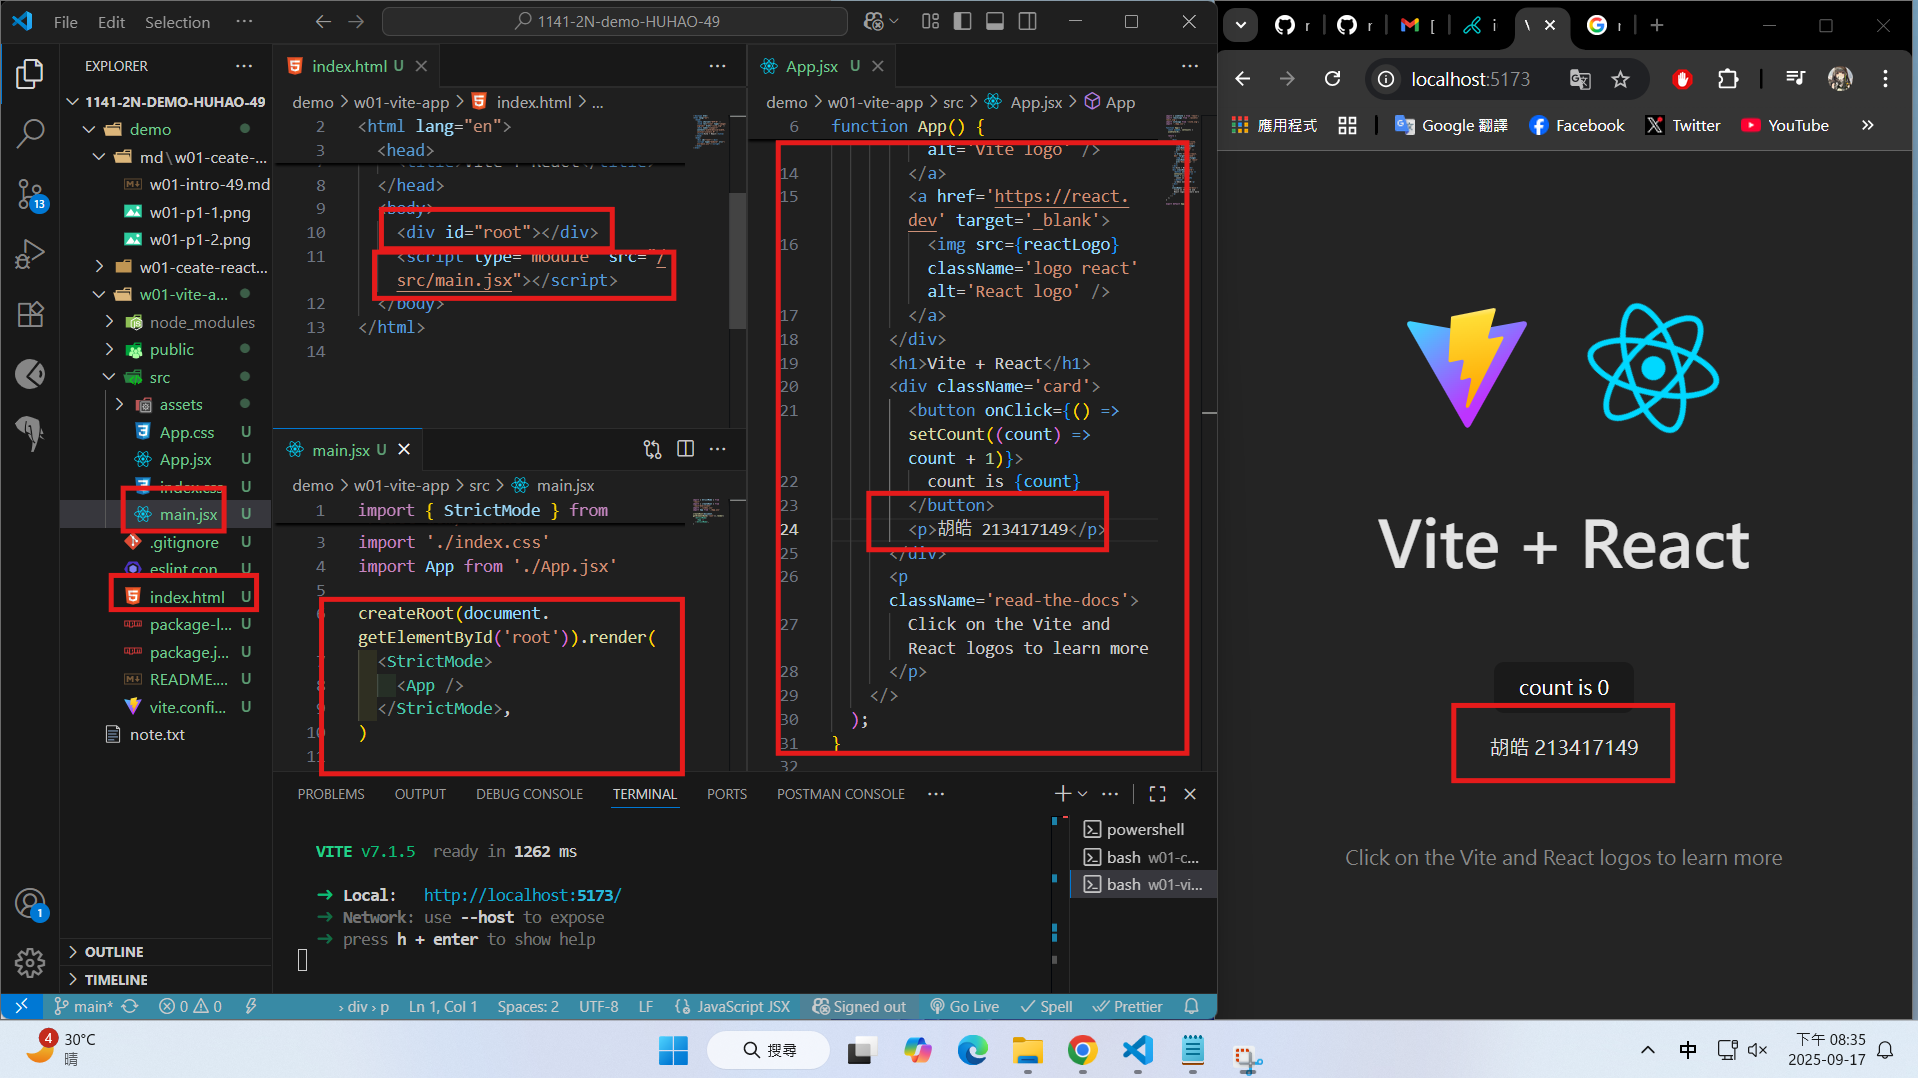 File Edit Selection ···
1141-2N-demo-HUHAO-49
EXPLORER ···
1141-2N-DEMO-HUHAO-49
demo
md\w01-ceate-...
w01-intro-49.md
w01-p1-1.png
w01-p1-2.png
w01-ceate-react...
w01-vite-a...
node_modules
public
src
assets
App.css U
App.jsx U
index.css U
main.jsx U
.gitignore U
eslint.con... U
index.html U
package-l... U
package.j... U
README.... U
vite.confi... U
note.txt
OUTLINE
TIMELINE
13
1
index.html U
demo > w01-vite-app > index.html > ...
2 <html lang="en">
3 <head>
<title>Vite + React</title>
8 </head>
9 <body>
10 <div id="root"></div>
11 <script type="module" src="/
src/main.jsx"></script>
12 </body>
13 </html>
14
main.jsx U
demo > w01-vite-app > src > main.jsx
1 import { StrictMode } from
3 import './index.css'
4 import App from './App.jsx'
5
6 createRoot(document.
getElementById('root')).render(
7 <StrictMode>
8 <App />
9 </StrictMode>,
10 )
11
App.jsx U
demo > w01-vite-app > src > App.jsx > App
6 function App() {
alt='Vite logo' />
14 </a>
15 <a href='https://react.
dev' target='_blank'>
16 <img src={reactLogo}
className='logo react'
alt='React logo' />
17 </a>
18 </div>
19 <h1>Vite + React</h1>
20 <div className='card'>
21 <button onClick={() =>
setCount((count) =>
count + 1)}>
22 count is {count}
23 </button>
24 <p>胡皓 213417149</p>
25 </div>
26 <p
className='read-the-docs'>
27 Click on the Vite and
React logos to learn more
28 </p>
29 </>
30 );
31 }
32
PROBLEMS OUTPUT DEBUG CONSOLE TERMINAL PORTS POSTMAN CONSOLE ···
VITE v7.1.5 ready in 1262 ms
➜ Local: http://localhost:5173/
➜ Network: use --host to expose
➜ press h + enter to show help
powershell
bash w01-c...
bash w01-vi...
main* 0 0 › div › p Ln 1, Col 1 Spaces: 2 UTF-8 LF JavaScript JSX Signed out Go Live Spell Prettier
localhost:5173
應用程式 Google 翻譯 Facebook Twitter YouTube »
Vite + React
count is 0
胡皓 213417149
Click on the Vite and React logos to learn more
4
30°C
晴
搜尋
中
下午 08:35
2025-09-17